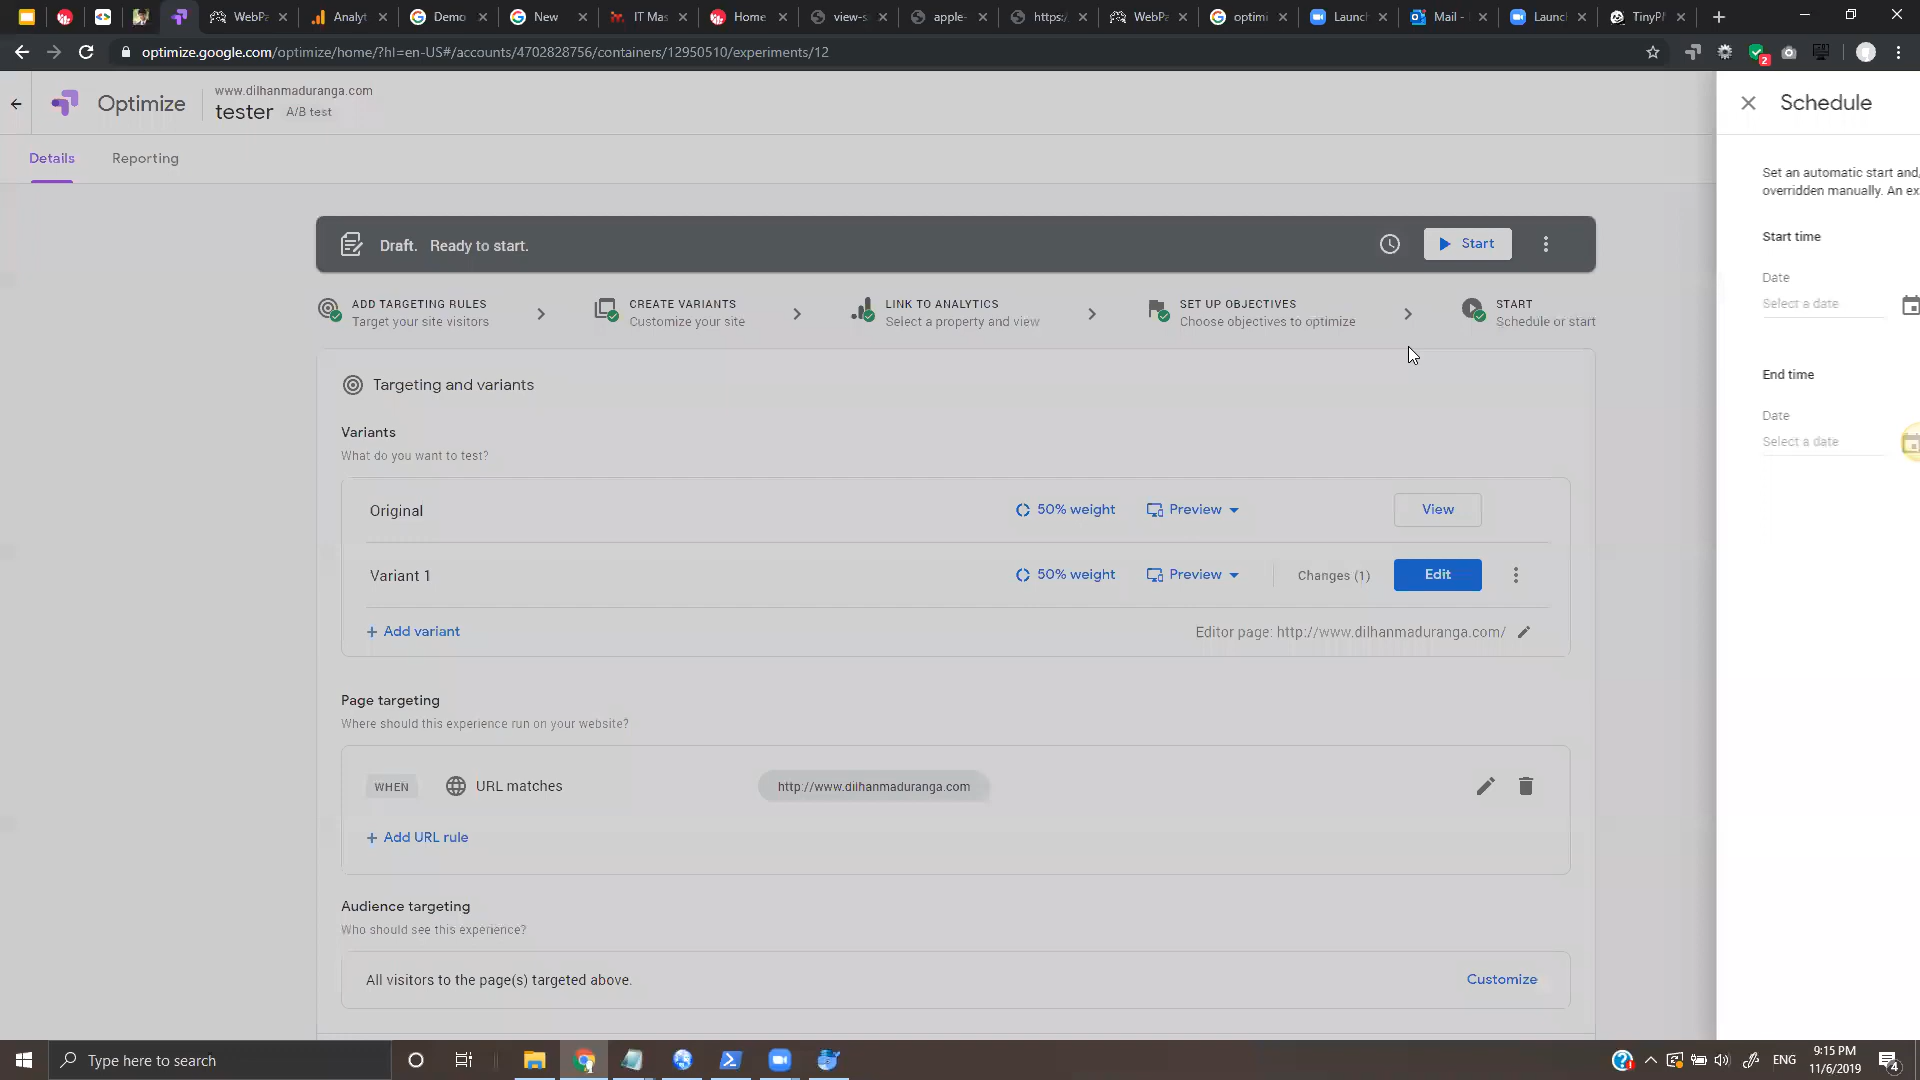 WebPa
Analyt
Demo
New
IT Mas
Home
view-s
apple-
https:
WebPa
optimi
Launc
Mail -
Launc
TinyP
optimize.google.com/optimize/home/?hl=en-US#/accounts/4702828756/containers/12950510/experiments/12
2
Optimize
www.dilhanmaduranga.com
tester A/B test
Schedule
Details
Reporting
Set an automatic start and/
overridden manually. An ex
Draft. Ready to start.
Start
Start time
ADD TARGETING RULES
Target your site visitors
CREATE VARIANTS
Customize your site
LINK TO ANALYTICS
Select a property and view
SET UP OBJECTIVES
Choose objectives to optimize
START
Schedule or start
Date
Select a date
End time
Date
Select a date
Targeting and variants
Variants
What do you want to test?
Original
50% weight
Preview
View
Variant 1
50% weight
Preview
Changes (1)
Edit
+ Add variant
Editor page: http://www.dilhanmaduranga.com/
Page targeting
Where should this experience run on your website?
WHEN
URL matches
http://www.dilhanmaduranga.com
+ Add URL rule
Audience targeting
Who should see this experience?
All visitors to the page(s) targeted above.
Customize
Type here to search
ENG
9:15 PM
11/6/2019
4